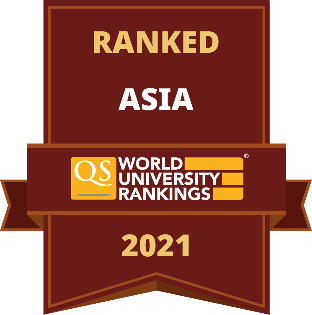 RANKED
ASIA
QS WORLD
UNIVERSITY
RANKINGS
®
2021